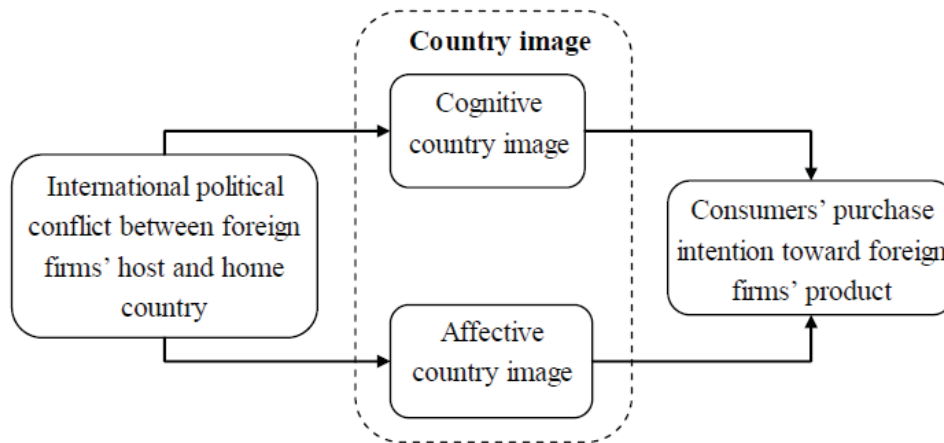 Country image
Cognitive
country image
International political
conflict between foreign
firms’ host and home
country
Consumers’ purchase
intention toward foreign
firms’ product
Affective
country image